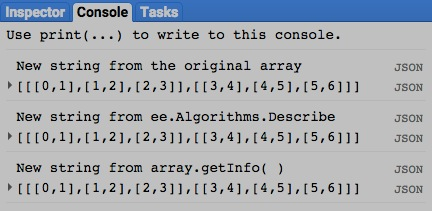 Inspector Console Tasks
Use print(...) to write to this console.
New string from the original array JSON
[[[0,1],[1,2],[2,3]],[[3,4],[4,5],[5,6]]] JSON
New string from ee.Algorithms.Describe JSON
[[[0,1],[1,2],[2,3]],[[3,4],[4,5],[5,6]]] JSON
New string from array.getInfo( ) JSON
[[[0,1],[1,2],[2,3]],[[3,4],[4,5],[5,6]]] JSON